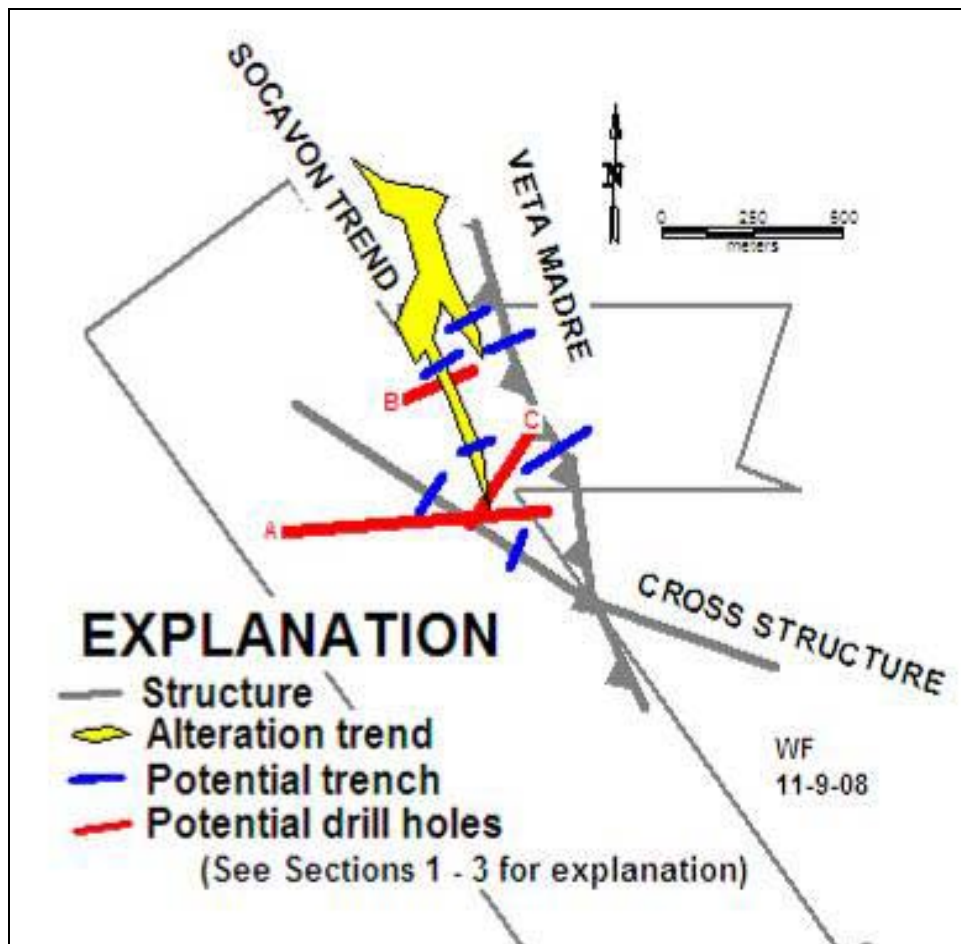 SOCAVON TREND
VETA MADRE
N
0 250 500
meters
B
C
A
CROSS STRUCTURE
EXPLANATION
Structure
Alteration trend
Potential trench
Potential drill holes
(See Sections 1 - 3 for explanation)
WF
11-9-08